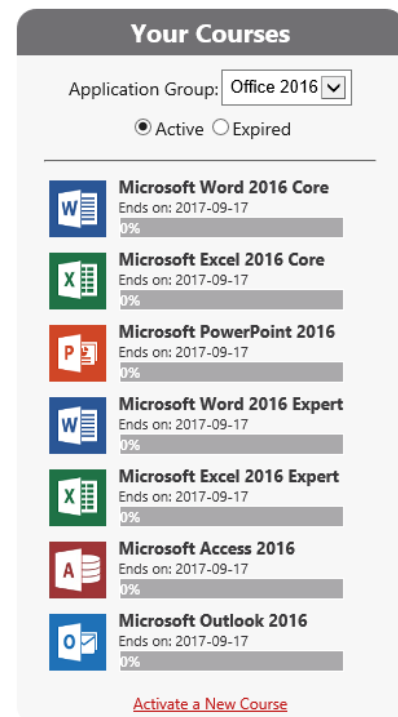 Your Courses
Application Group: Office 2016
Active Expired
Microsoft Word 2016 Core
Ends on: 2017-09-17
0%
Microsoft Excel 2016 Core
Ends on: 2017-09-17
0%
Microsoft PowerPoint 2016
Ends on: 2017-09-17
0%
Microsoft Word 2016 Expert
Ends on: 2017-09-17
0%
Microsoft Excel 2016 Expert
Ends on: 2017-09-17
0%
Microsoft Access 2016
Ends on: 2017-09-17
0%
Microsoft Outlook 2016
Ends on: 2017-09-17
0%
Activate a New Course